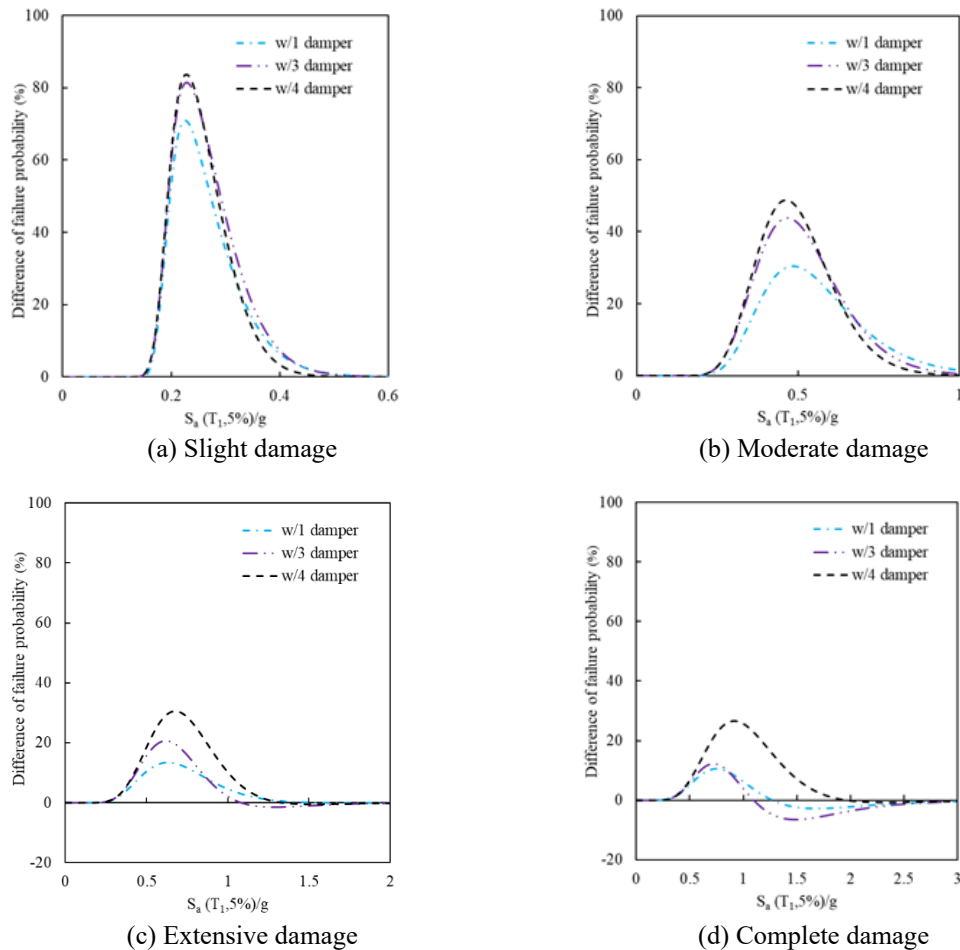 100
80
60
40
20
0
Difference of failure probability (%)
w/1 damper
w/3 damper
w/4 damper
0
0.2
0.4
0.6
Sₐ (T₁,5%)/g
(a) Slight damage
100
80
60
40
20
0
Difference of failure probability (%)
w/1 damper
w/3 damper
w/4 damper
0
0.5
1
Sₐ (T₁,5%)/g
(b) Moderate damage
100
80
60
40
20
0
-20
Difference of failure probability (%)
w/1 damper
w/3 damper
w/4 damper
0
0.5
1
1.5
2
Sₐ (T₁,5%)/g
(c) Extensive damage
100
80
60
40
20
0
-20
Difference of failure probability (%)
w/1 damper
w/3 damper
w/4 damper
0
0.5
1
1.5
2
2.5
3
Sₐ (T₁,5%)/g
(d) Complete damage